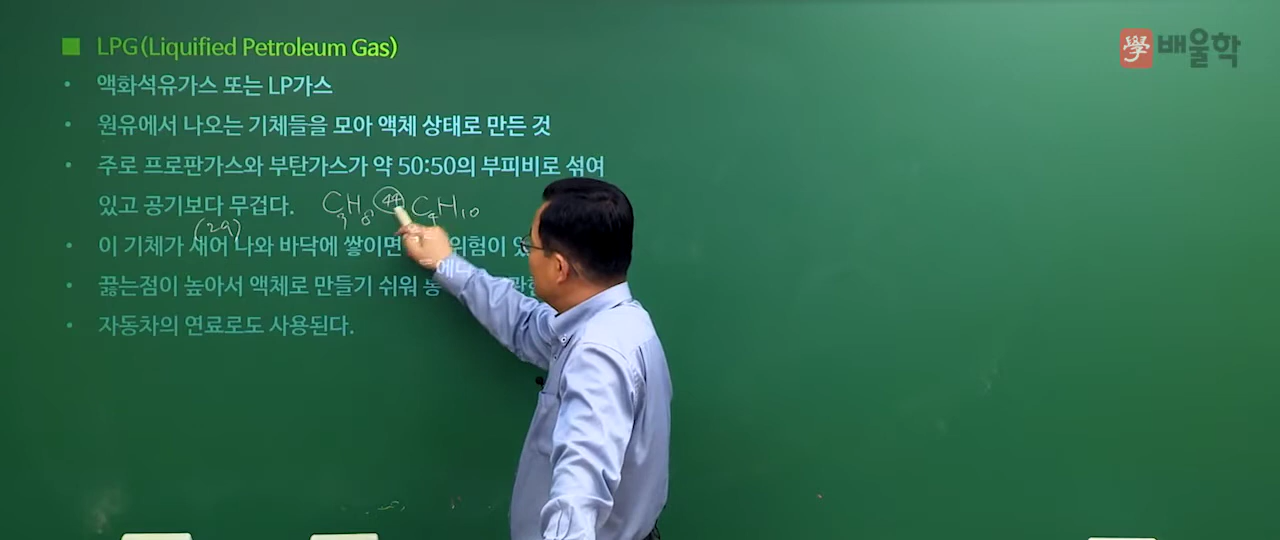 LPG(Liquified Petroleum Gas)
學 배울학
• 액화석유가스 또는 LP가스
• 원유에서 나오는 기체들을 모아 액체 상태로 만든 것
• 주로 프로판가스와 부탄가스가 약 50:50의 부피비로 섞여
있고 공기보다 무겁다. C3H8 44 C4H10
(29)
• 이 기체가 새어 나와 바닥에 쌓이면 위험이
• 끓는점이 높아서 액체로 만들기 쉬워
• 자동차의 연료로도 사용된다.